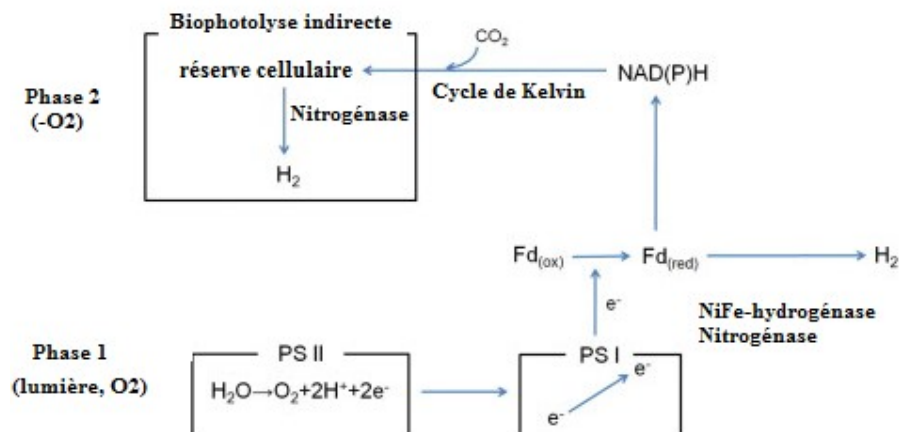 Biophotolyse indirecte
CO₂
réserve cellulaire
NAD(P)H
Phase 2
(-O2)
Cycle de Kelvin
Nitrogénase
H₂
Fd(ox)
Fd(red)
H₂
e⁻
NiFe-hydrogénase
Nitrogénase
Phase 1
(lumière, O2)
PS II
H₂O→O₂+2H⁺+2e⁻
PS I
e⁻
e⁻